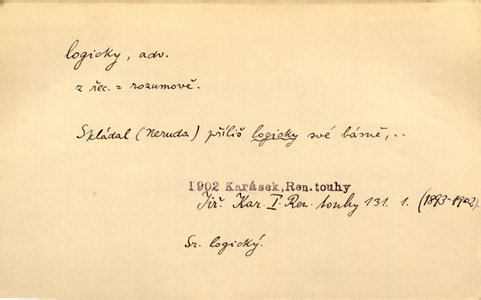 logicky, adv.
z řec. = rozumově.
Skládal (Neruda) příliš logicky své básně,..
1902 Karásek, Ren.touhy
Jiř. Kar. I. Ren. touhy 131. 1. (1893-1902).
Sr. logický.